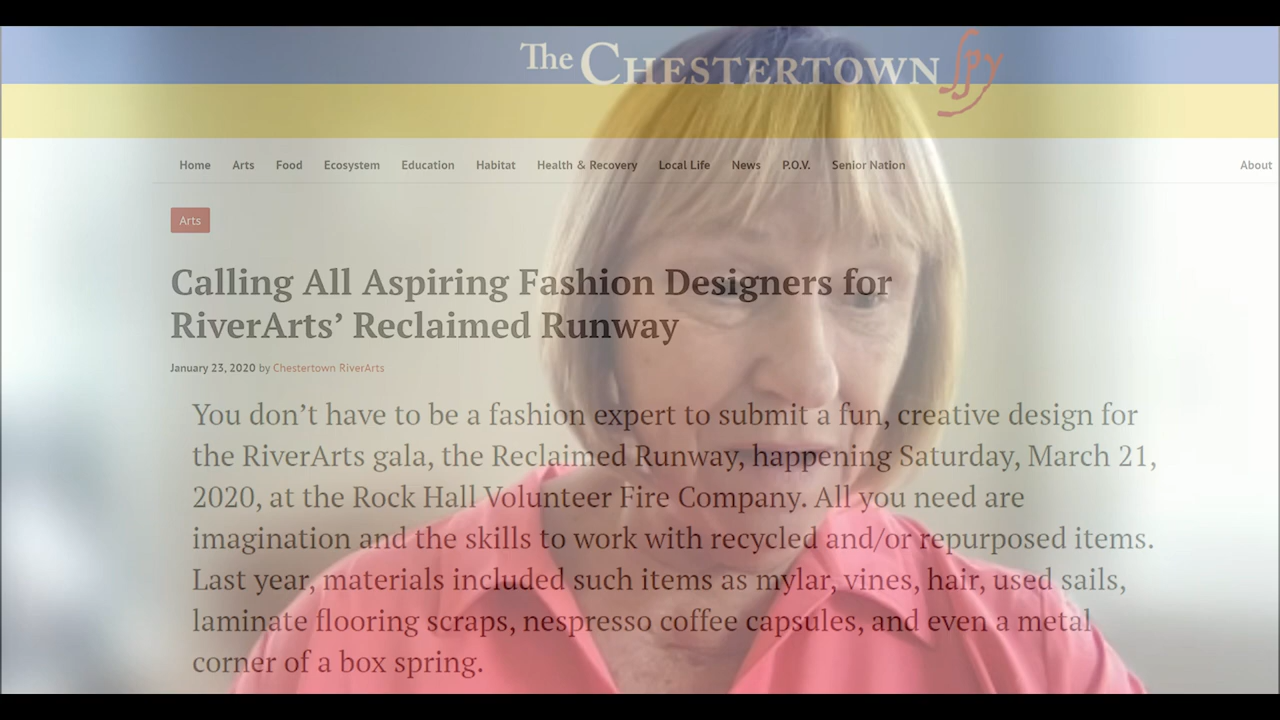 The CHESTERTOWN Spy
Home Arts Food Ecosystem Education Habitat Health & Recovery Local Life News P.O.V. Senior Nation About
Arts
Calling All Aspiring Fashion Designers for
RiverArts’ Reclaimed Runway
January 23, 2020 by Chestertown RiverArts
You don’t have to be a fashion expert to submit a fun, creative design for
the RiverArts gala, the Reclaimed Runway, happening Saturday, March 21,
2020, at the Rock Hall Volunteer Fire Company. All you need are
imagination and the skills to work with recycled and/or repurposed items.
Last year, materials included such items as mylar, vines, hair, used sails,
laminate flooring scraps, nespresso coffee capsules, and even a metal
corner of a box spring.